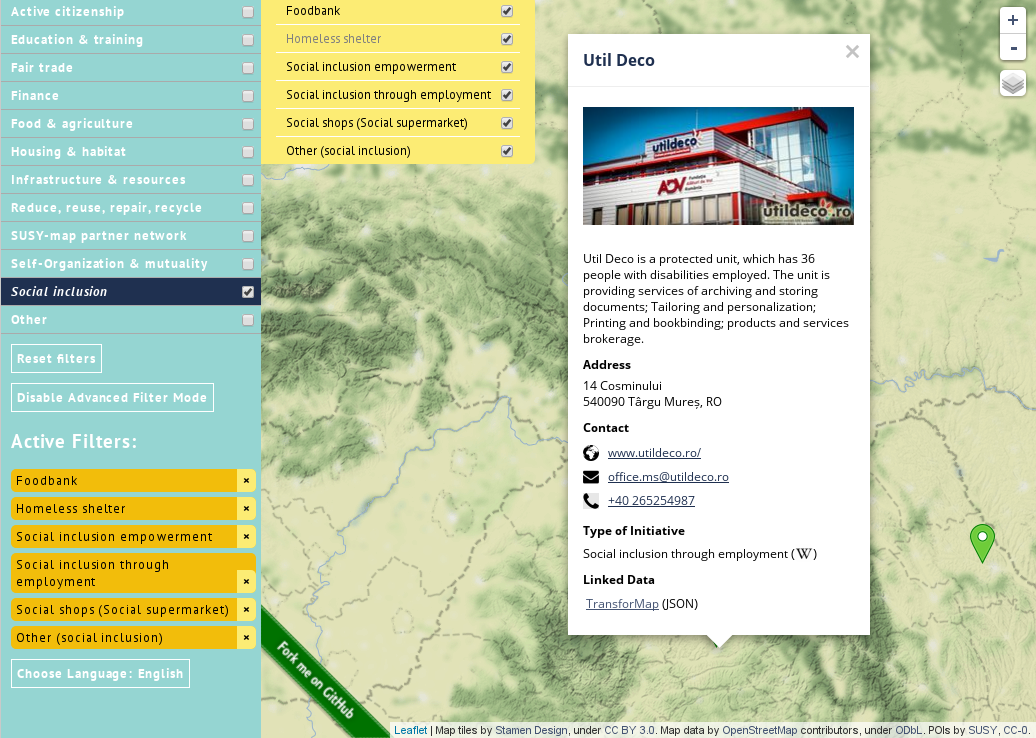 Active citizenship
Education & training
Fair trade
Finance
Food & agriculture
Housing & habitat
Infrastructure & resources
Reduce, reuse, repair, recycle
SUSY-map partner network
Self-Organization & mutuality
Social inclusion
Other
Reset filters
Disable Advanced Filter Mode
Active Filters:
Foodbank ×
Homeless shelter ×
Social inclusion empowerment ×
Social inclusion through
employment ×
Social shops (Social supermarket) ×
Other (social inclusion) ×
Choose Language: English
Foodbank
Homeless shelter
Social inclusion empowerment
Social inclusion through employment
Social shops (Social supermarket)
Other (social inclusion)
Util Deco ×
utildeco
ADV
Fundația
Alături de Voi
România
utildeco.ro
Util Deco is a protected unit, which has 36
people with disabilities employed. The unit is
providing services of archiving and storing
documents; Tailoring and personalization;
Printing and bookbinding; products and services
brokerage.
Address
14 Cosminului
540090 Târgu Mureș, RO
Contact
www.utildeco.ro/
office.ms@utildeco.ro
+40 265254987
Type of Initiative
Social inclusion through employment (W)
Linked Data
TransforMap (JSON)
+
-
Fork me on GitHub
Leaflet | Map tiles by Stamen Design, under CC BY 3.0. Map data by OpenStreetMap contributors, under ODbL. POIs by SUSY, CC-0.